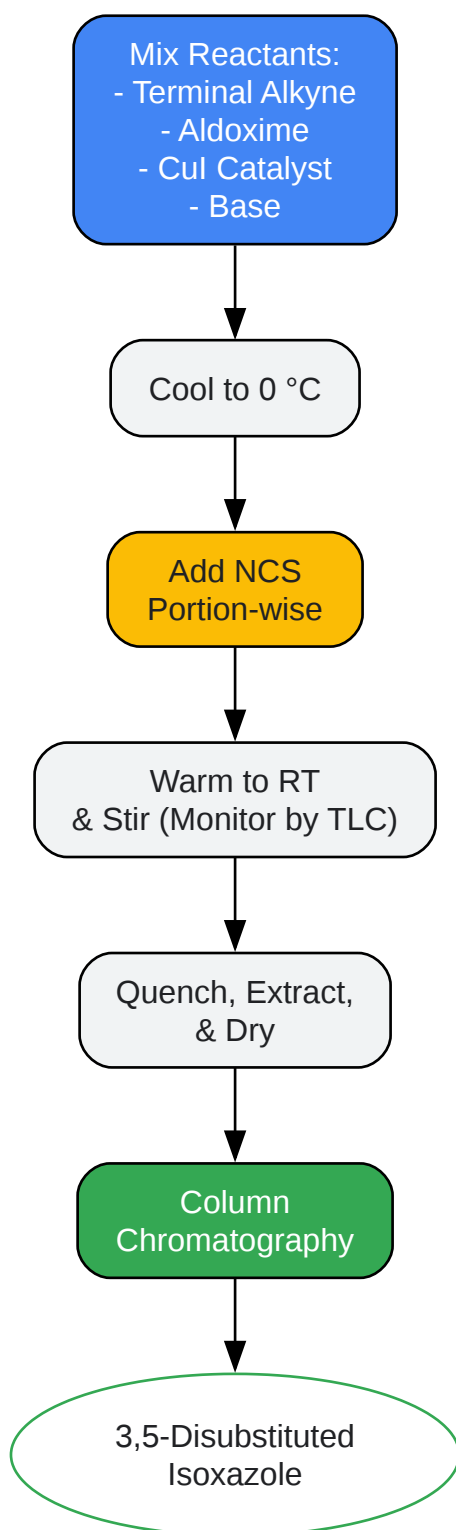 Mix Reactants:
- Terminal Alkyne
- Aldoxime
- CuI Catalyst
- Base
Cool to 0 °C
Add NCS
Portion-wise
Warm to RT
& Stir (Monitor by TLC)
Quench, Extract,
& Dry
Column
Chromatography
3,5-Disubstituted
Isoxazole